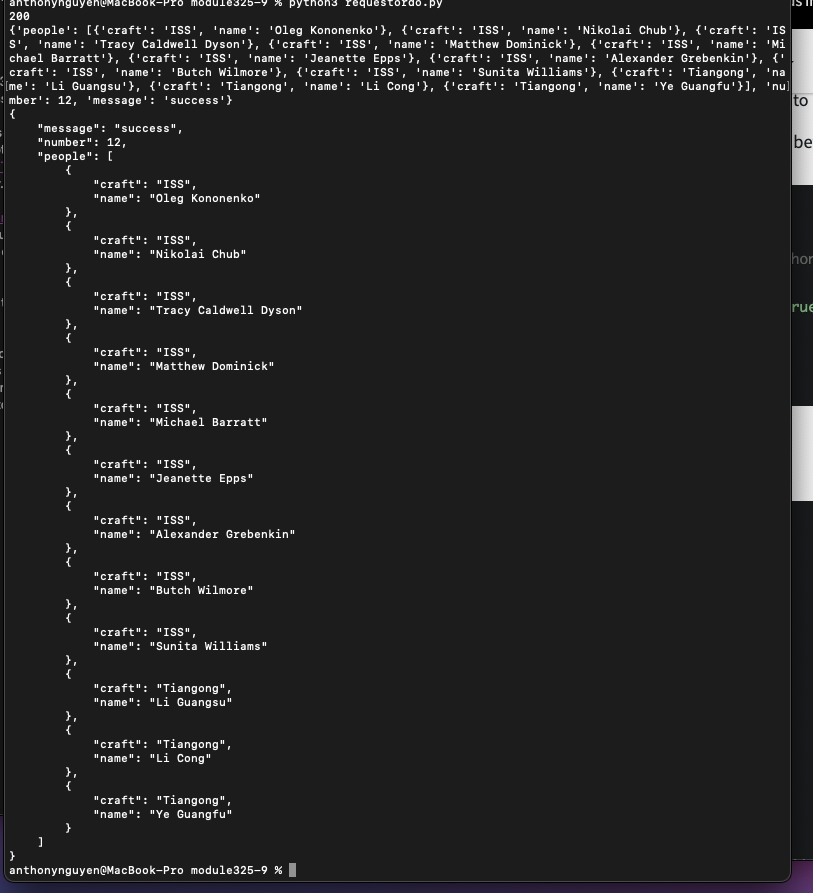 anthonynguyen@MacBook-Pro module325-9 % python3 requestordo.py
200
{'people': [{'craft': 'ISS', 'name': 'Oleg Kononenko'}, {'craft': 'ISS', 'name': 'Nikolai Chub'}, {'craft': 'IS
S', 'name': 'Tracy Caldwell Dyson'}, {'craft': 'ISS', 'name': 'Matthew Dominick'}, {'craft': 'ISS', 'name': 'Mi
chael Barratt'}, {'craft': 'ISS', 'name': 'Jeanette Epps'}, {'craft': 'ISS', 'name': 'Alexander Grebenkin'}, {'
craft': 'ISS', 'name': 'Butch Wilmore'}, {'craft': 'ISS', 'name': 'Sunita Williams'}, {'craft': 'Tiangong', 'na
me': 'Li Guangsu'}, {'craft': 'Tiangong', 'name': 'Li Cong'}, {'craft': 'Tiangong', 'name': 'Ye Guangfu'}], 'nu
mber': 12, 'message': 'success'}
{
    "message": "success",
    "number": 12,
    "people": [
        {
            "craft": "ISS",
            "name": "Oleg Kononenko"
        },
        {
            "craft": "ISS",
            "name": "Nikolai Chub"
        },
        {
            "craft": "ISS",
            "name": "Tracy Caldwell Dyson"
        },
        {
            "craft": "ISS",
            "name": "Matthew Dominick"
        },
        {
            "craft": "ISS",
            "name": "Michael Barratt"
        },
        {
            "craft": "ISS",
            "name": "Jeanette Epps"
        },
        {
            "craft": "ISS",
            "name": "Alexander Grebenkin"
        },
        {
            "craft": "ISS",
            "name": "Butch Wilmore"
        },
        {
            "craft": "ISS",
            "name": "Sunita Williams"
        },
        {
            "craft": "Tiangong",
            "name": "Li Guangsu"
        },
        {
            "craft": "Tiangong",
            "name": "Li Cong"
        },
        {
            "craft": "Tiangong",
            "name": "Ye Guangfu"
        }
    ]
}
anthonynguyen@MacBook-Pro module325-9 %
to
be